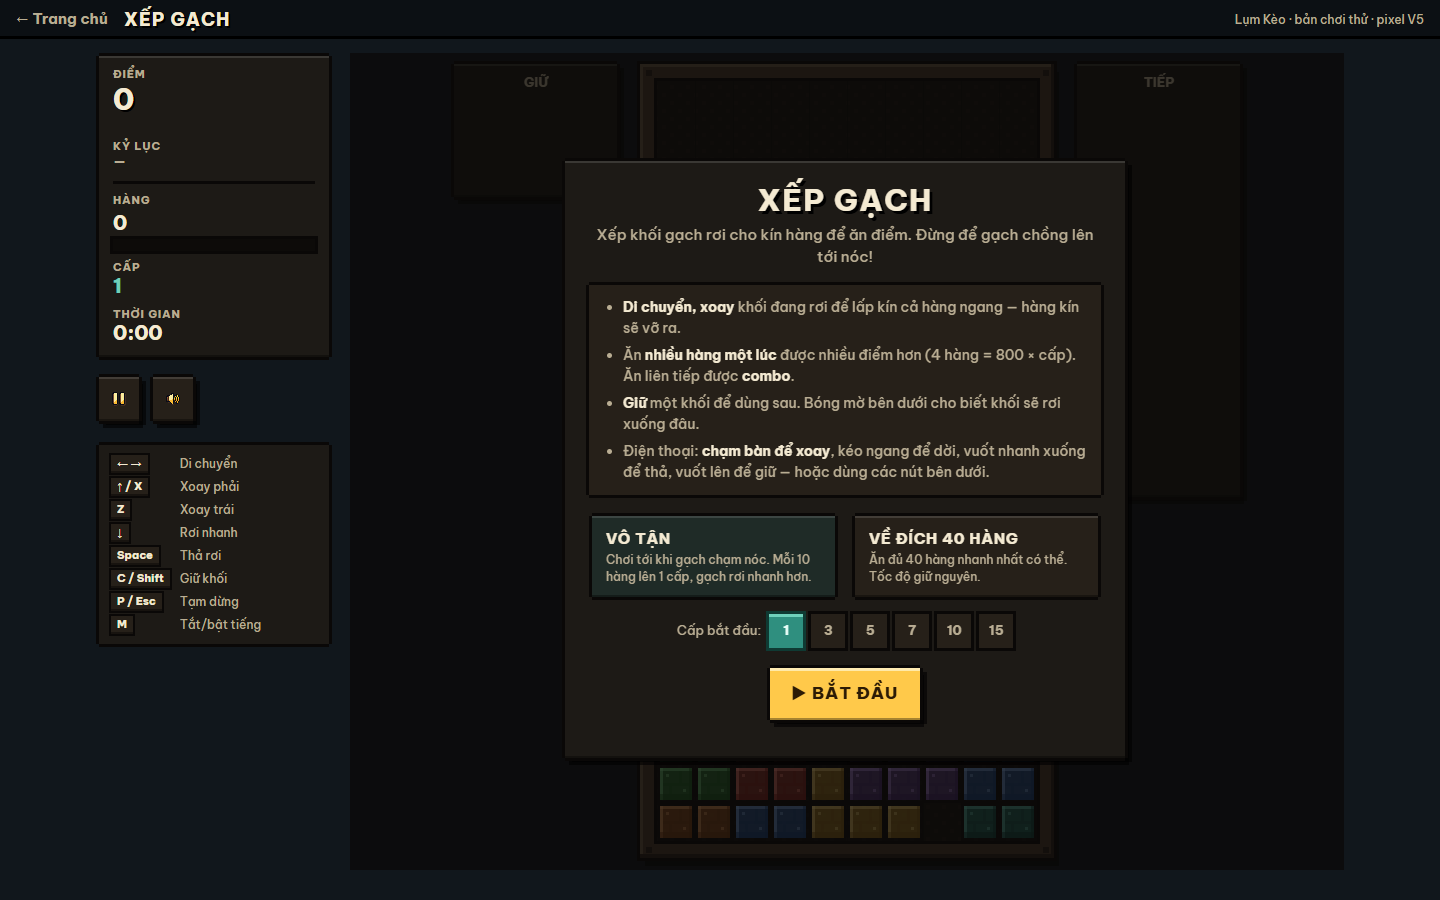 ← Trang chủ XẾP GẠCH
Lụm Kèo · bản chơi thử · pixel V5
ĐIỂM
0
KỶ LỤC
—
HÀNG
0
CẤP
1
THỜI GIAN
0:00
←→ Di chuyển
↑ / X Xoay phải
Z Xoay trái
↓ Rơi nhanh
Space Thả rơi
C / Shift Giữ khối
P / Esc Tạm dừng
M Tắt/bật tiếng
GIỮ
TIẾP
XẾP GẠCH
Xếp khối gạch rơi cho kín hàng để ăn điểm. Đừng để gạch chồng lên
tới nóc!
• Di chuyển, xoay khối đang rơi để lấp kín cả hàng ngang — hàng kín
sẽ vỡ ra.
• Ăn nhiều hàng một lúc được nhiều điểm hơn (4 hàng = 800 × cấp).
Ăn liên tiếp được combo.
• Giữ một khối để dùng sau. Bóng mờ bên dưới cho biết khối sẽ rơi
xuống đâu.
• Điện thoại: chạm bàn để xoay, kéo ngang để dời, vuốt nhanh xuống
để thả, vuốt lên để giữ — hoặc dùng các nút bên dưới.
VÔ TẬN
Chơi tới khi gạch chạm nóc. Mỗi 10
hàng lên 1 cấp, gạch rơi nhanh hơn.
VỀ ĐÍCH 40 HÀNG
Ăn đủ 40 hàng nhanh nhất có thể.
Tốc độ giữ nguyên.
Cấp bắt đầu: 1 3 5 7 10 15
▶ BẮT ĐẦU